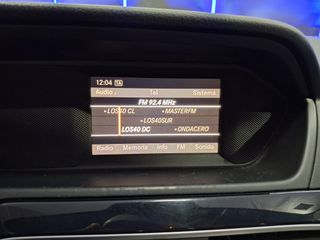 12:04 TA
Audio Tel Sistema
FM 92.4 MHz
LOS40 CL MASTERFM
LOS40SUR
LOS40 DC ONDACERO
Radio Memoria Info FM Sonido